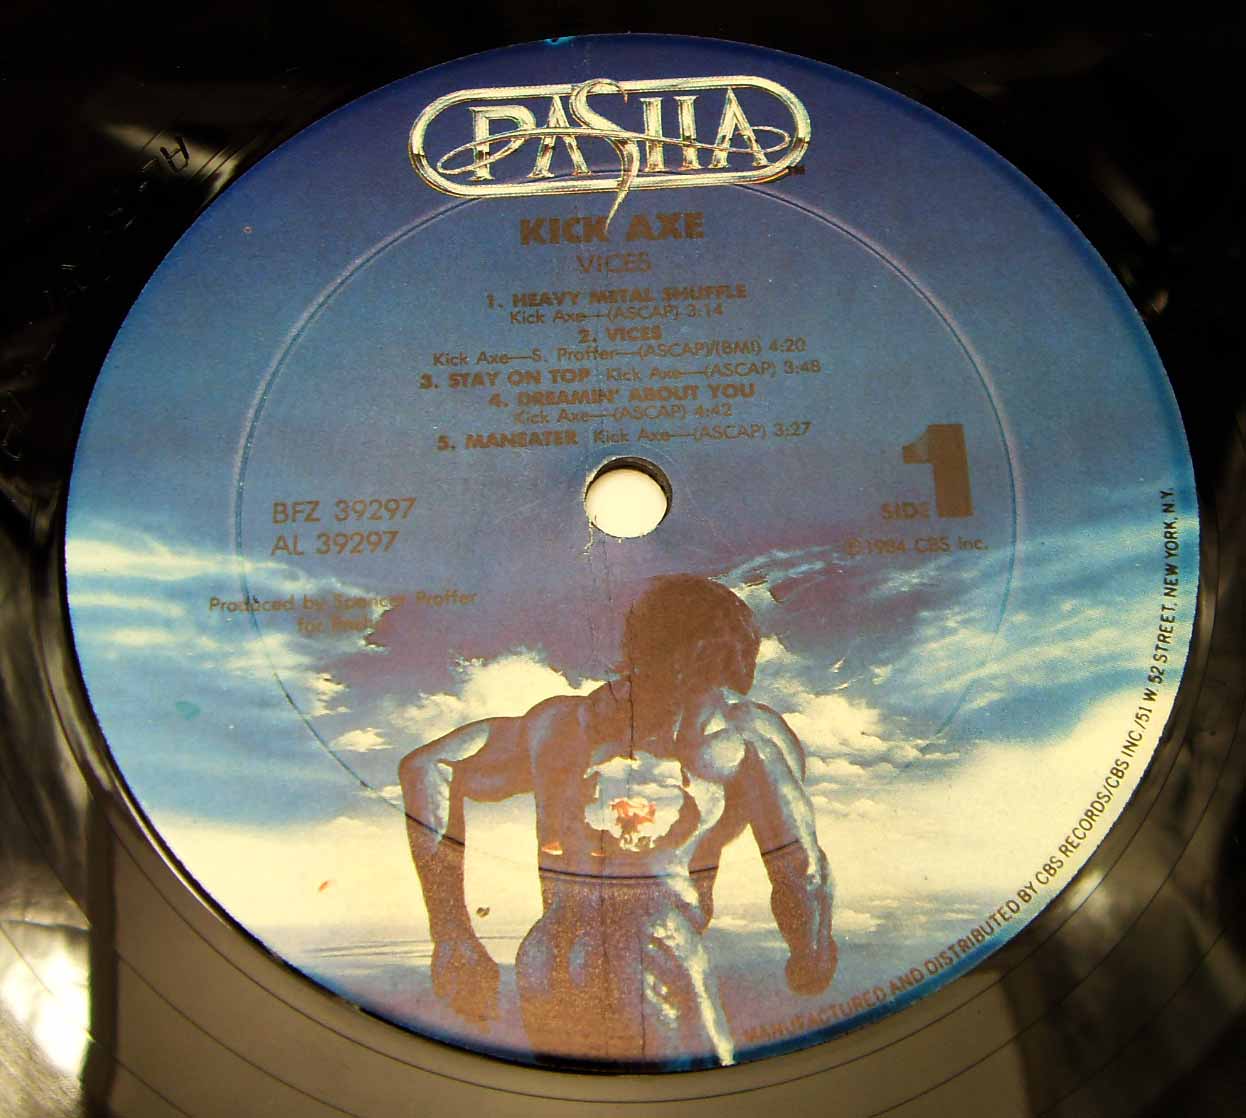 PASHA
TM
KICK AXE
VICES
1. HEAVY METAL SHUFFLE
Kick Axe—(ASCAP) 3:14
2. VICES
Kick Axe—S. Proffer—(ASCAP)/(BMI) 4:20
3. STAY ON TOP Kick Axe—(ASCAP) 3:48
4. DREAMIN' ABOUT YOU
Kick Axe—(ASCAP) 4:42
5. MANEATER Kick Axe—(ASCAP) 3:27
BFZ 39297
AL 39297
SIDE 1
1984 CBS Inc.
Produced by Spencer Proffer
for
MANUFACTURED AND DISTRIBUTED BY CBS RECORDS/CBS INC./51 W 52 STREET, NEW YORK, N.Y.